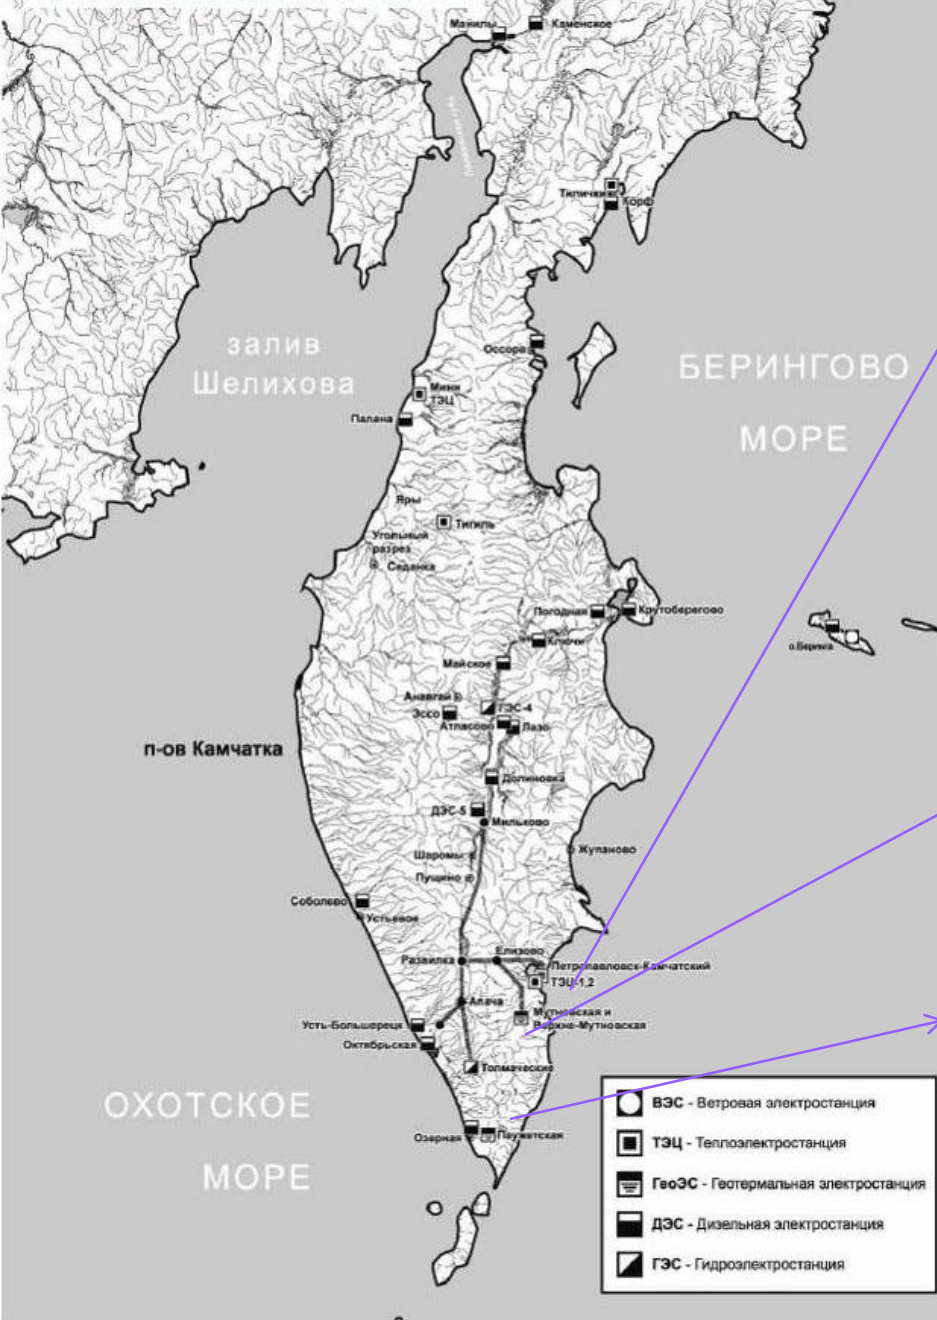 Манилы
Каменское
Тиличики
Корф
залив
Шелихова
Оссора
БЕРИНГОВО
МОРЕ
Мини
ТЭЦ
Палана
Яры
Тигиль
Угольный
разрез
Седанка
Погодная
Крутоберегово
Ключи
о.Беринга
Майское
Анавгай
Эссо
ГЭС-4
Атласово
Лазо
п-ов Камчатка
Долиновка
ДЭС-5
Мильково
Шаромы
Жупаново
Пущино
Соболево
Устьевое
Елизово
Развилка
Петропавловск-Камчатский
ТЭЦ-1,2
Апача
Мутновская и
Верхне-Мутновская
Усть-Большерецк
Октябрьская
Толмачевские
ОХОТСКОЕ
МОРЕ
Озерная
Паужетская
ВЭС - Ветровая электростанция
ТЭЦ - Теплоэлектростанция
ГеоЭС - Геотермальная электростанция
ДЭС - Дизельная электростанция
ГЭС - Гидроэлектростанция